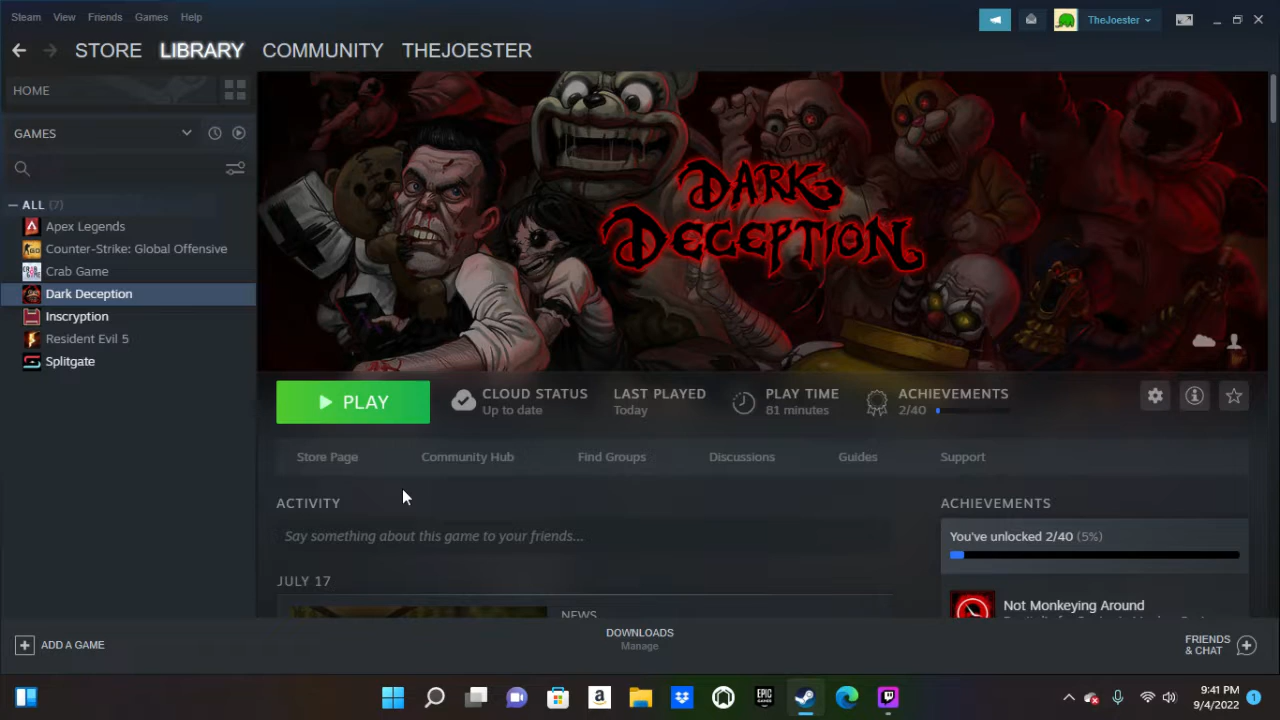 Steam View Friends Games Help
TheJoester
STORE LIBRARY COMMUNITY THEJOESTER
HOME
GAMES
ALL (7)
Apex Legends
Counter-Strike: Global Offensive
Crab Game
Dark Deception
Inscryption
Resident Evil 5
Splitgate
DARK
DECEPTION
PLAY
CLOUD STATUS
Up to date
LAST PLAYED
Today
PLAY TIME
81 minutes
ACHIEVEMENTS
2/40
Store Page Community Hub Find Groups Discussions Guides Support
ACTIVITY
Say something about this game to your friends...
JULY 17
NEWS
ACHIEVEMENTS
You've unlocked 2/40 (5%)
Not Monkeying Around
ADD A GAME
DOWNLOADS
Manage
FRIENDS
& CHAT
EPIC
GAMES
9:41 PM
9/4/2022
1